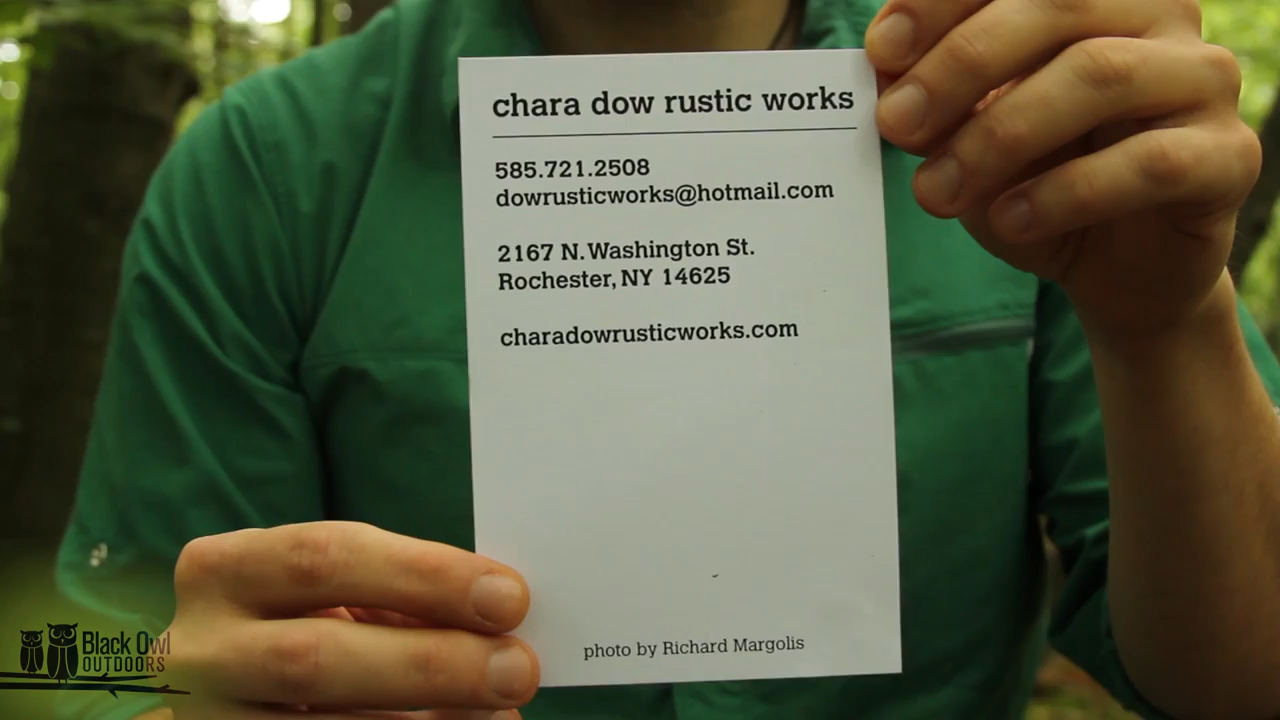 chara dow rustic works
585.721.2508
dowrusticworks@hotmail.com
2167 N. Washington St.
Rochester, NY 14625
charadowrusticworks.com
photo by Richard Margolis
Black Owl
OUTDOORS